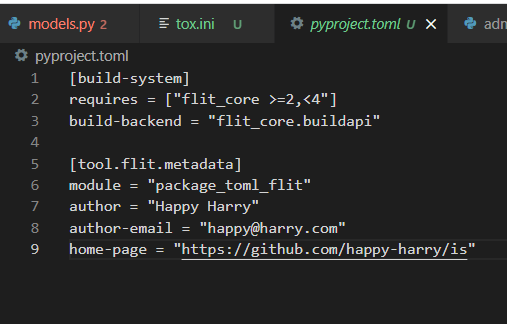 models.py 2 tox.ini U pyproject.toml U adm
pyproject.toml
1 [build-system]
2 requires = ["flit_core >=2,<4"]
3 build-backend = "flit_core.buildapi"
4
5 [tool.flit.metadata]
6 module = "package_toml_flit"
7 author = "Happy Harry"
8 author-email = "happy@harry.com"
9 home-page = "https://github.com/happy-harry/is"